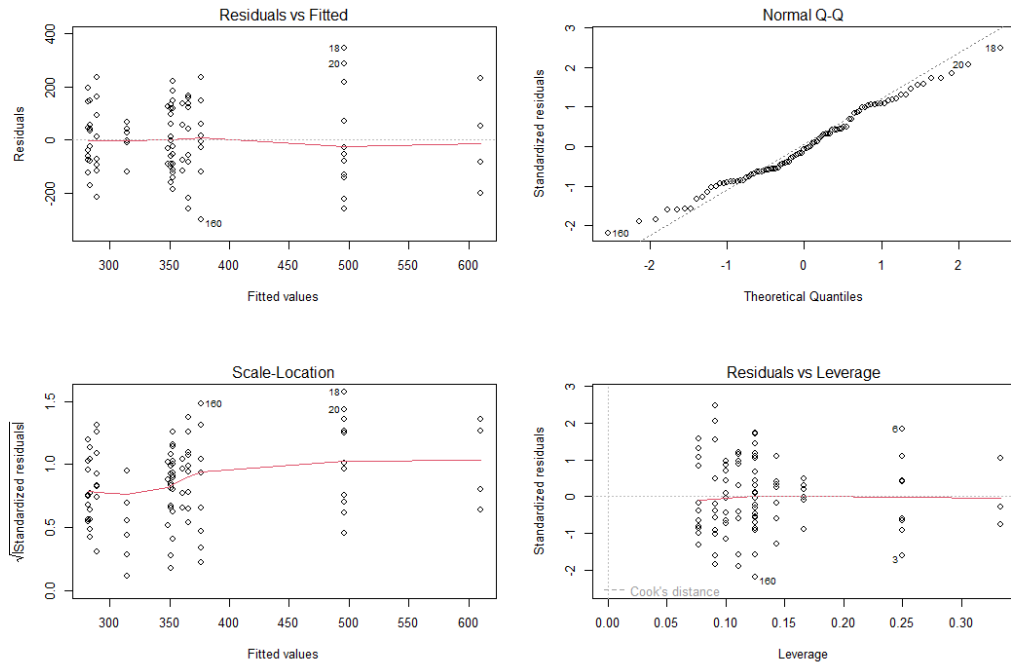 Residuals vs Fitted
Residuals
400
200
0
-200
18
20
160
300 350 400 450 500 550 600
Fitted values
Normal Q-Q
Standardized residuals
3
2
1
0
-1
-2
18
20
160
-2 -1 0 1 2
Theoretical Quantiles
Scale-Location
√|Standardized residuals|
1.5
1.0
0.5
0.0
18
20
160
300 350 400 450 500 550 600
Fitted values
Residuals vs Leverage
Standardized residuals
3
2
1
0
-1
-2
6
3
160
Cook's distance
0.00 0.05 0.10 0.15 0.20 0.25 0.30
Leverage